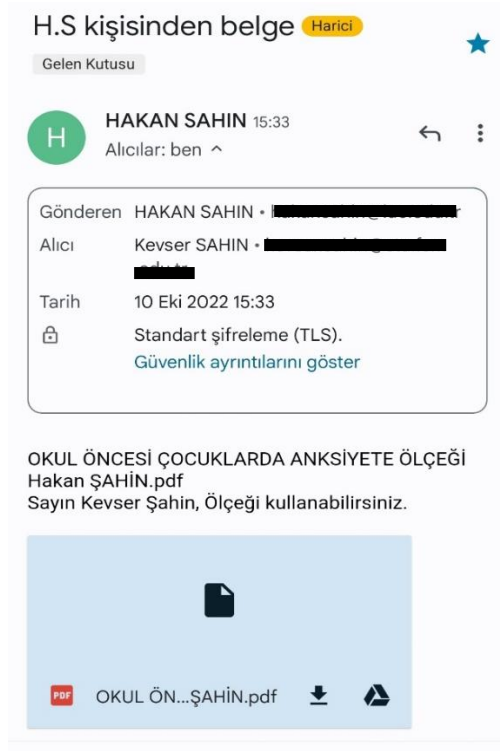 H.S kişisinden belge Harici
Gelen Kutusu
H
HAKAN SAHIN 15:33
Alıcılar: ben
Gönderen HAKAN SAHIN •
Alıcı Kevser SAHIN •
Tarih 10 Eki 2022 15:33
Standart şifreleme (TLS).
Güvenlik ayrıntılarını göster
OKUL ÖNCESİ ÇOCUKLARDA ANKSİYETE ÖLÇEĞİ
Hakan ŞAHİN.pdf
Sayın Kevser Şahin, Ölçeği kullanabilirsiniz.
PDF OKUL ÖN...ŞAHİN.pdf